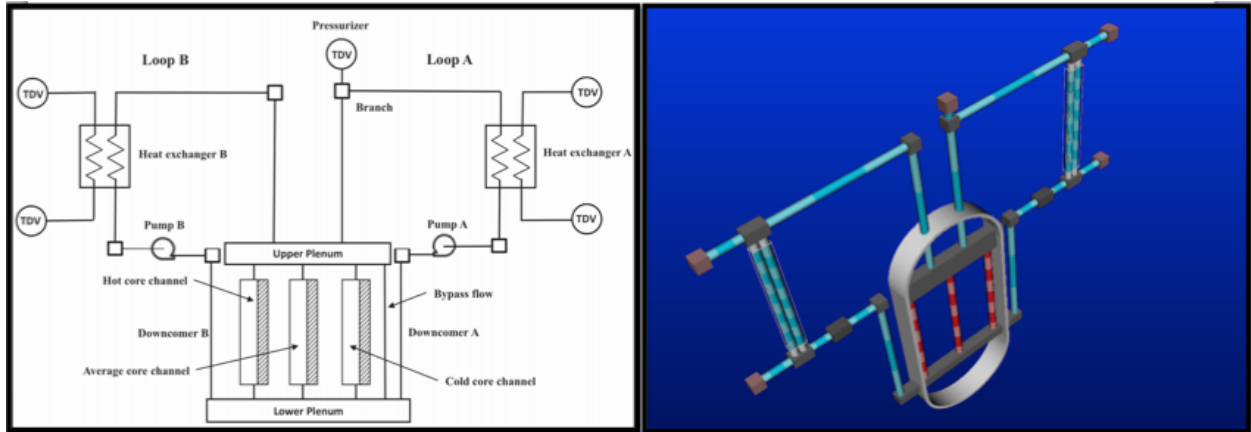 Pressurizer
TDV
Loop B
Loop A
TDV
TDV
Branch
Heat exchanger B
Heat exchanger A
TDV
TDV
Pump B
Pump A
Upper Plenum
Hot core channel
Bypass flow
Downcomer B
Downcomer A
Average core channel
Cold core channel
Lower Plenum